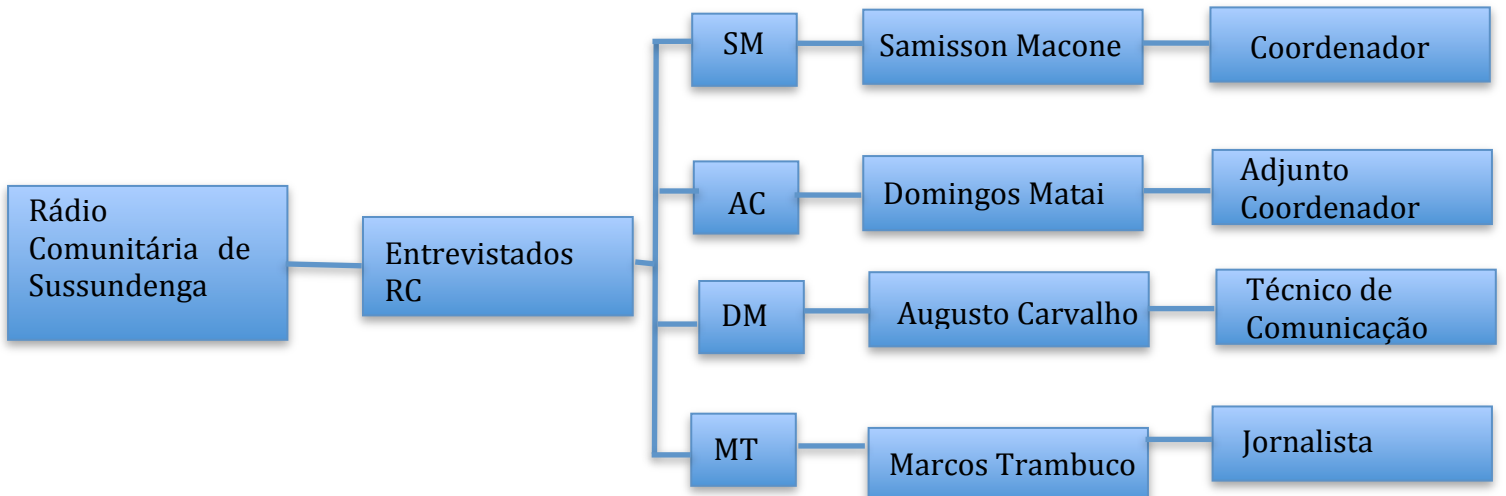 Rádio
Comunitária de
Sussundenga
Entrevistados
RC
SM
Samisson Macone
Coordenador
AC
Domingos Matai
Adjunto
Coordenador
DM
Augusto Carvalho
Técnico de
Comunicação
MT
Marcos Trambuco
Jornalista